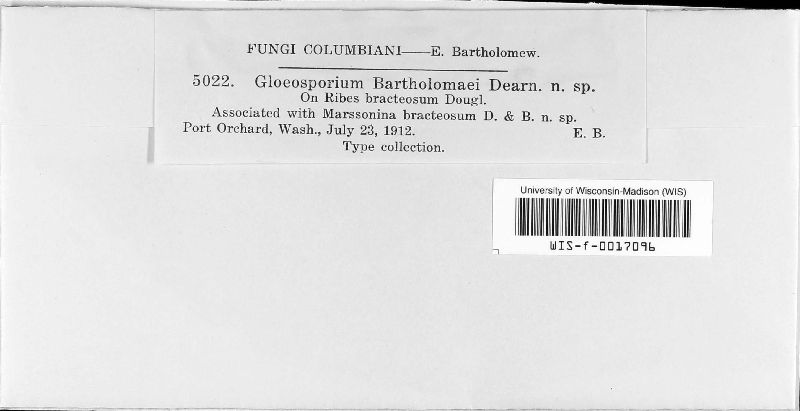 FUNGI COLUMBIANI—E. Bartholomew.
5022. Gloeosporium Bartholomaei Dearn. n. sp.
On Ribes bracteosum Dougl.
Associated with Marssonina bracteosum D. & B. n. sp.
Port Orchard, Wash., July 23, 1912. E. B.
Type collection.
University of Wisconsin-Madison (WIS)
WIS-f-0017096